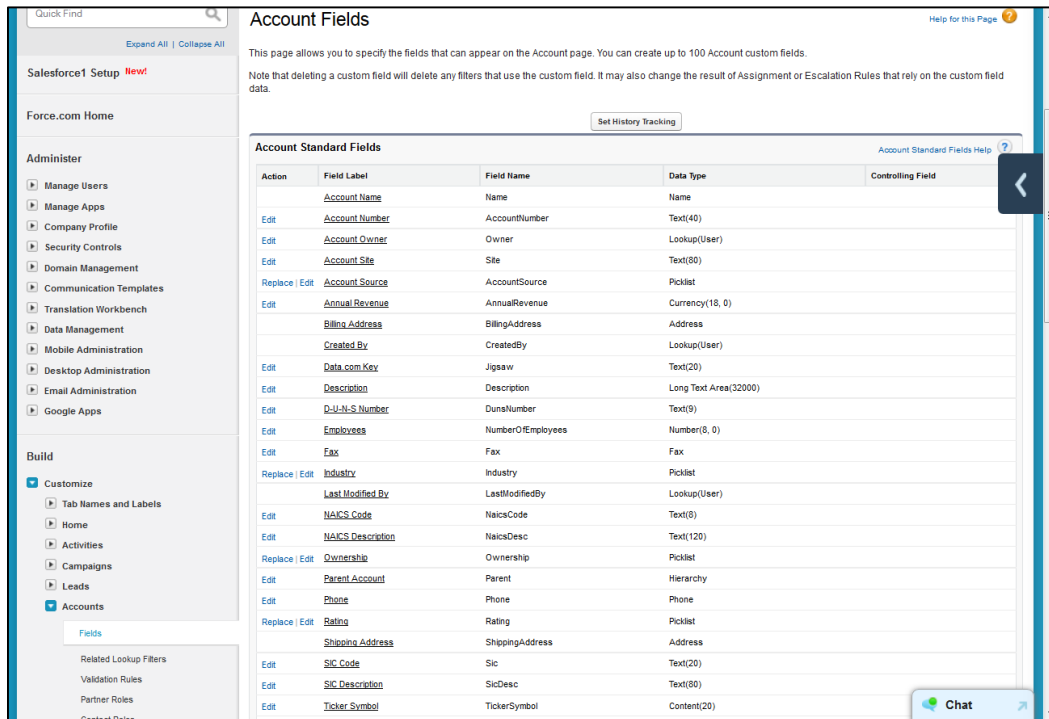 Quick Find
Expand All | Collapse All
Salesforce1 Setup New!
Force.com Home
Administer
Manage Users
Manage Apps
Company Profile
Security Controls
Domain Management
Communication Templates
Translation Workbench
Data Management
Mobile Administration
Desktop Administration
Email Administration
Google Apps
Build
Customize
Tab Names and Labels
Home
Activities
Campaigns
Leads
Accounts
Fields
Related Lookup Filters
Validation Rules
Partner Roles
Contact Roles
Account Fields
Help for this Page ?
This page allows you to specify the fields that can appear on the Account page. You can create up to 100 Account custom fields.
Note that deleting a custom field will delete any filters that use the custom field. It may also change the result of Assignment or Escalation Rules that rely on the custom field
data.
Set History Tracking
Account Standard Fields
Account Standard Fields Help ?
Action Field Label Field Name Data Type Controlling Field
Account Name Name Name
Edit Account Number AccountNumber Text(40)
Edit Account Owner Owner Lookup(User)
Edit Account Site Site Text(80)
Replace | Edit Account Source AccountSource Picklist
Edit Annual Revenue AnnualRevenue Currency(18, 0)
Billing Address BillingAddress Address
Created By CreatedBy Lookup(User)
Edit Data.com Key Jigsaw Text(20)
Edit Description Description Long Text Area(32000)
Edit D-U-N-S Number DunsNumber Text(9)
Edit Employees NumberOfEmployees Number(8, 0)
Edit Fax Fax Fax
Replace | Edit Industry Industry Picklist
Last Modified By LastModifiedBy Lookup(User)
Edit NAICS Code NaicsCode Text(8)
Edit NAICS Description NaicsDesc Text(120)
Replace | Edit Ownership Ownership Picklist
Edit Parent Account Parent Hierarchy
Edit Phone Phone Phone
Replace | Edit Rating Rating Picklist
Shipping Address ShippingAddress Address
Edit SIC Code Sic Text(20)
Edit SIC Description SicDesc Text(80)
Edit Ticker Symbol TickerSymbol Content(20)
Chat